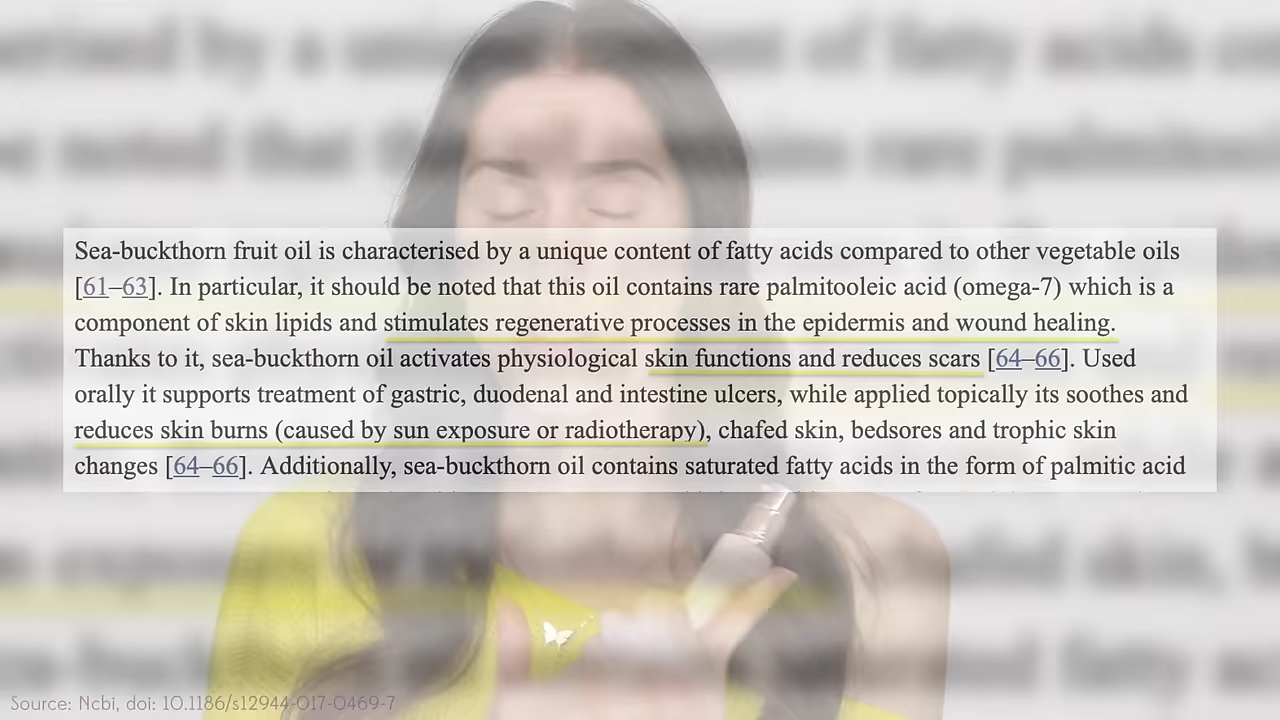 Sea-buckthorn fruit oil is characterised by a unique content of fatty acids compared to other vegetable oils
[61–63]. In particular, it should be noted that this oil contains rare palmitooleic acid (omega-7) which is a
component of skin lipids and stimulates regenerative processes in the epidermis and wound healing.
Thanks to it, sea-buckthorn oil activates physiological skin functions and reduces scars [64–66]. Used
orally it supports treatment of gastric, duodenal and intestine ulcers, while applied topically its soothes and
reduces skin burns (caused by sun exposure or radiotherapy), chafed skin, bedsores and trophic skin
changes [64–66]. Additionally, sea-buckthorn oil contains saturated fatty acids in the form of palmitic acid
Source: Ncbi, doi: 10.1186/s12944-017-0469-7